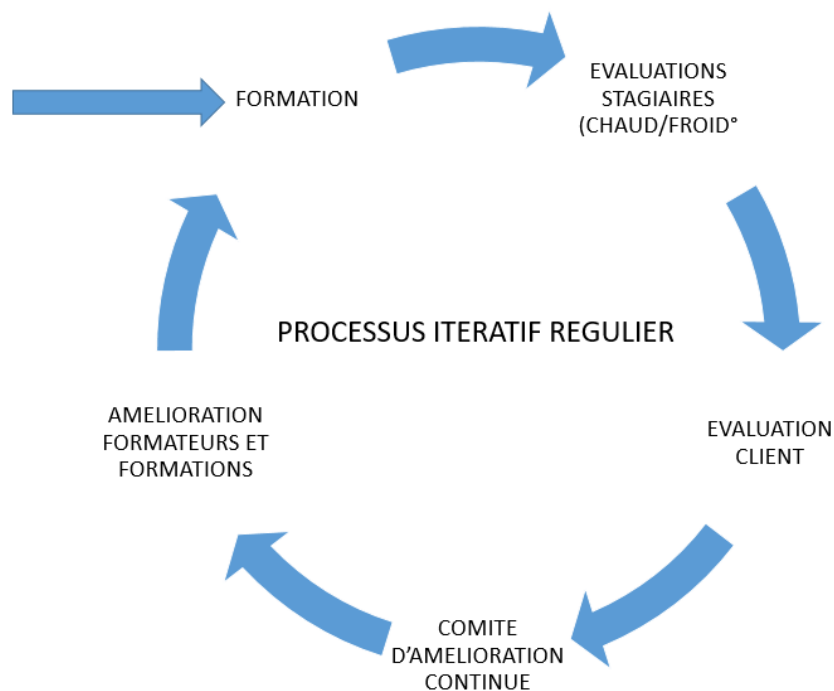 FORMATION
EVALUATIONS
STAGIAIRES
(CHAUD/FROID°
PROCESSUS ITERATIF REGULIER
EVALUATION
CLIENT
COMITE
D’AMELIORATION
CONTINUE
AMELIORATION
FORMATEURS ET
FORMATIONS